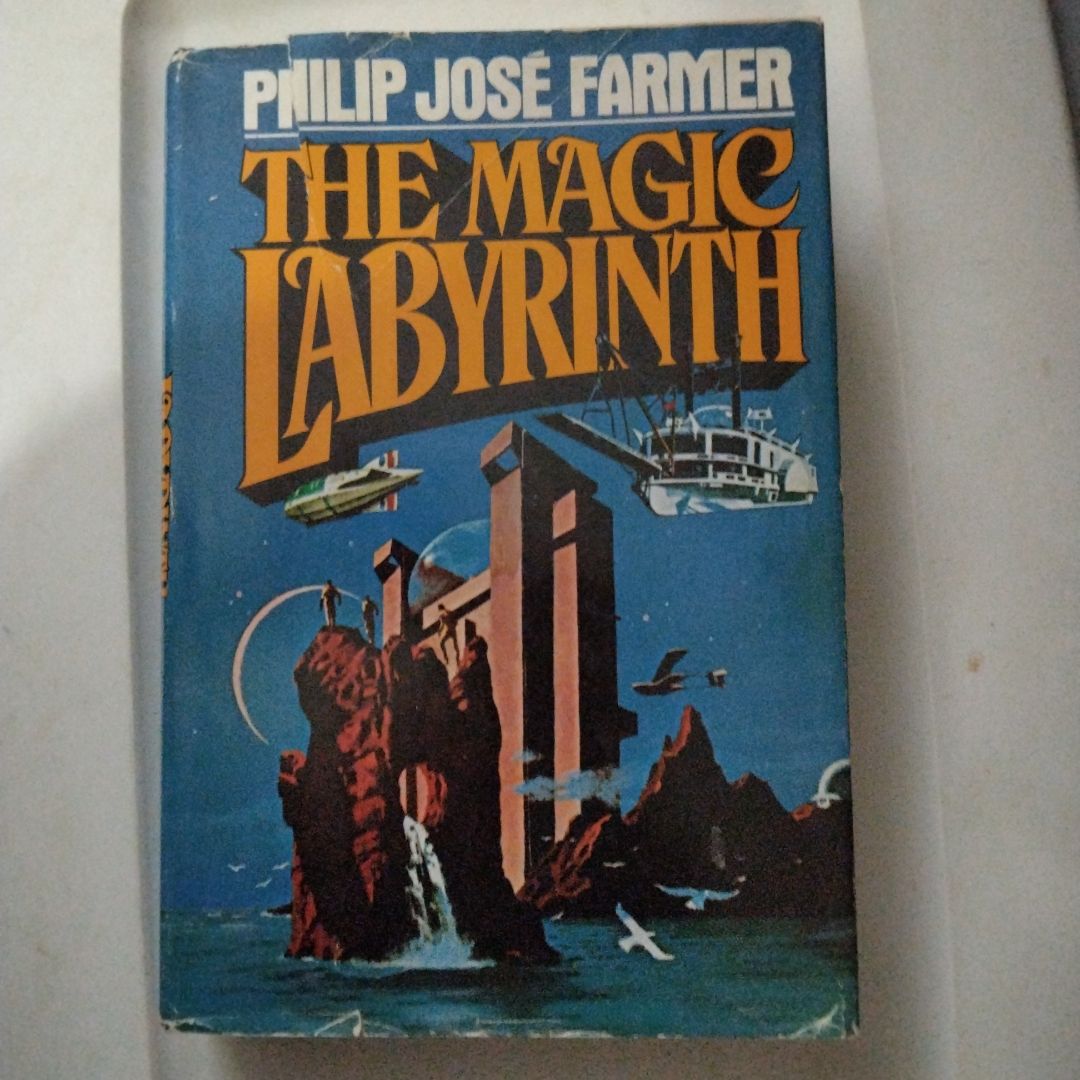 PHILIP JOSÉ FARMER
THE MAGIC
LABYRINTH